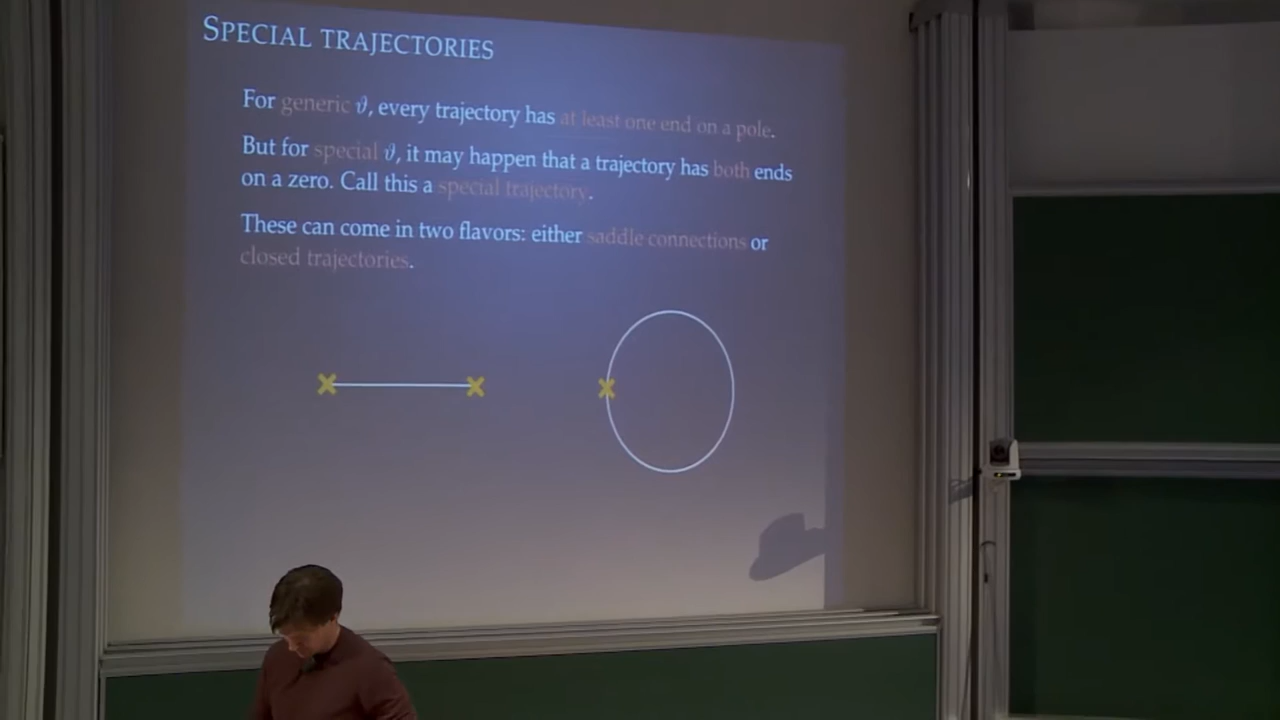 SPECIAL TRAJECTORIES
For generic ϑ, every trajectory has at least one end on a pole.
But for special ϑ, it may happen that a trajectory has both ends
on a zero. Call this a special trajectory.
These can come in two flavors: either saddle connections or
closed trajectories.